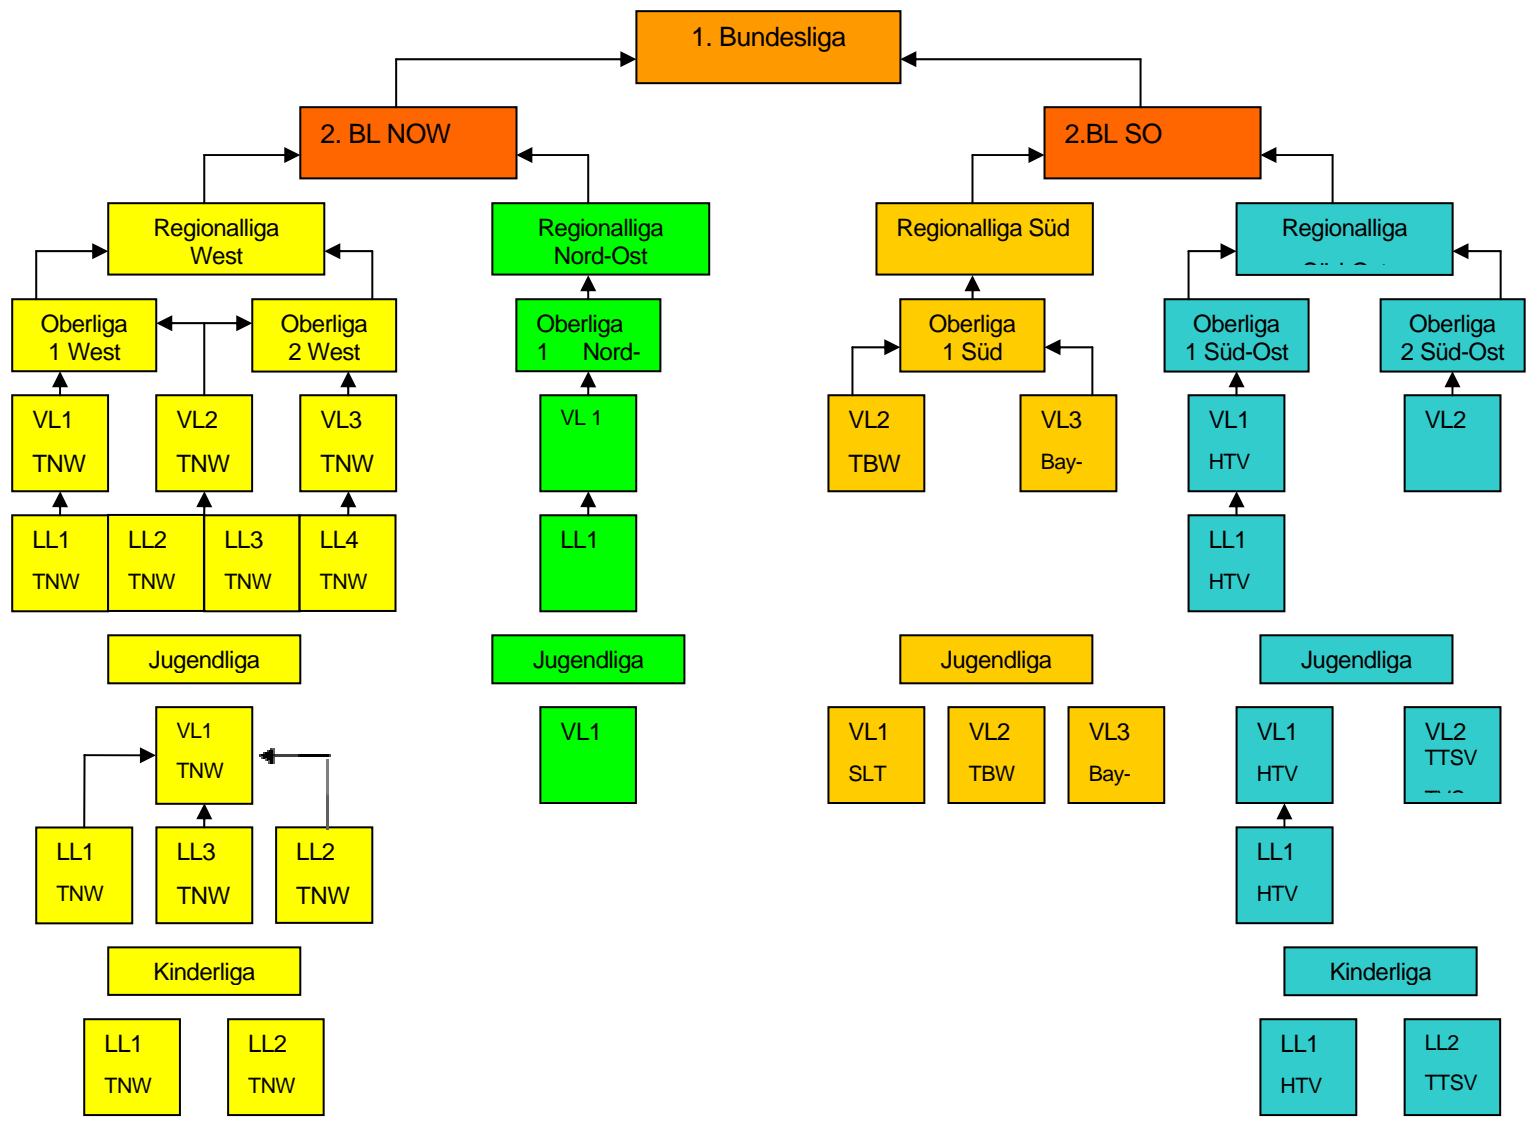 1. Bundesliga
2. BL NOW
2.BL SO
Regionalliga
West
Regionalliga
Nord-Ost
Regionalliga Süd
Regionalliga
Oberliga
1 West
Oberliga
2 West
Oberliga
1 Nord-
Oberliga
1 Süd
Oberliga
1 Süd-Ost
Oberliga
2 Süd-Ost
VL1
TNW
VL2
TNW
VL3
TNW
VL 1
VL2
TBW
VL3
Bay-
VL1
HTV
VL2
LL1
TNW
LL2
TNW
LL3
TNW
LL4
TNW
LL1
LL1
HTV
Jugendliga
Jugendliga
Jugendliga
Jugendliga
VL1
TNW
VL1
VL1
SLT
VL2
TBW
VL3
Bay-
VL1
HTV
VL2
TTSV
LL1
TNW
LL3
TNW
LL2
TNW
LL1
HTV
Kinderliga
Kinderliga
LL1
TNW
LL2
TNW
LL1
HTV
LL2
TTSV